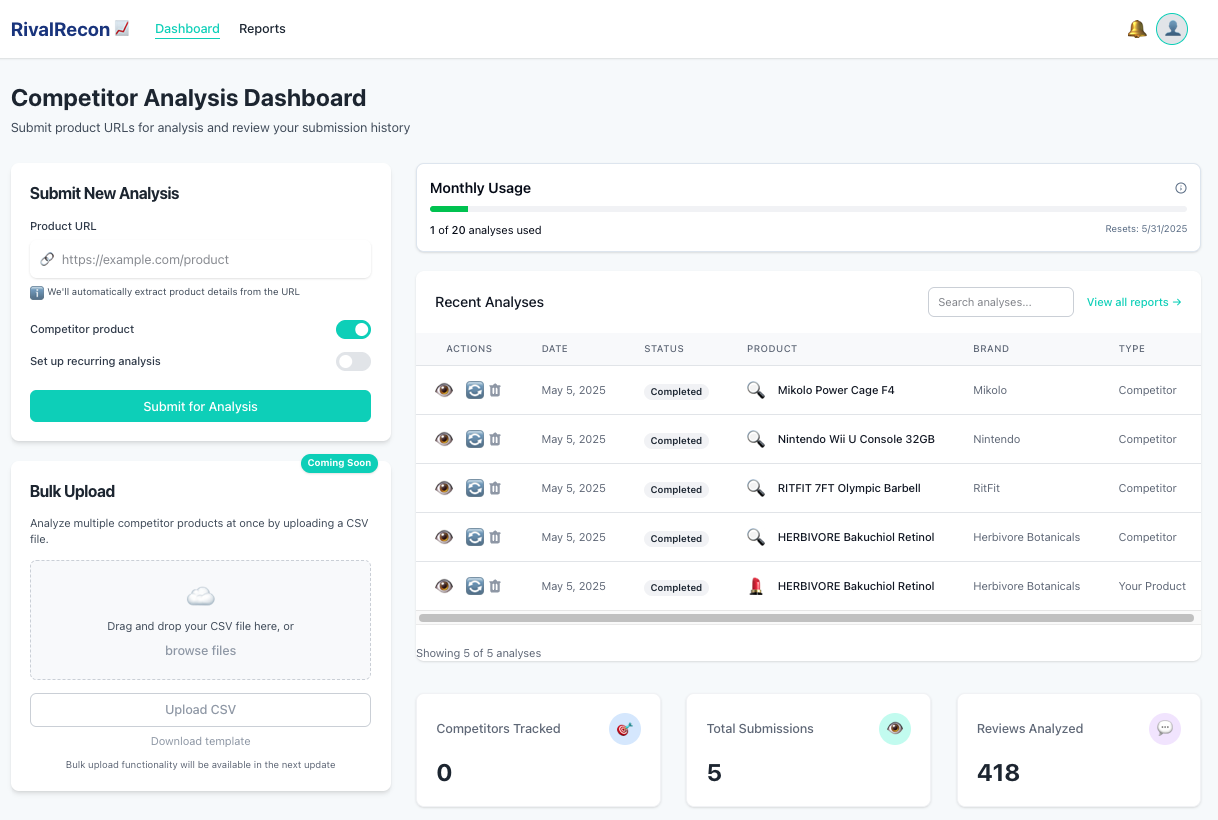 RivalRecon
Dashboard
Reports
Competitor Analysis Dashboard
Submit product URLs for analysis and review your submission history
Submit New Analysis
Product URL
https://example.com/product
We'll automatically extract product details from the URL
Competitor product
Set up recurring analysis
Submit for Analysis
Coming Soon
Bulk Upload
Analyze multiple competitor products at once by uploading a CSV
file.
Drag and drop your CSV file here, or
browse files
Upload CSV
Download template
Bulk upload functionality will be available in the next update
Monthly Usage
1 of 20 analyses used
Resets: 5/31/2025
Recent Analyses
Search analyses...
View all reports →
ACTIONS DATE STATUS PRODUCT BRAND TYPE
May 5, 2025 Completed Mikolo Power Cage F4 Mikolo Competitor
May 5, 2025 Completed Nintendo Wii U Console 32GB Nintendo Competitor
May 5, 2025 Completed RITFIT 7FT Olympic Barbell RitFit Competitor
May 5, 2025 Completed HERBIVORE Bakuchiol Retinol Herbivore Botanicals Competitor
May 5, 2025 Completed HERBIVORE Bakuchiol Retinol Herbivore Botanicals Your Product
Showing 5 of 5 analyses
Competitors Tracked
0
Total Submissions
5
Reviews Analyzed
418